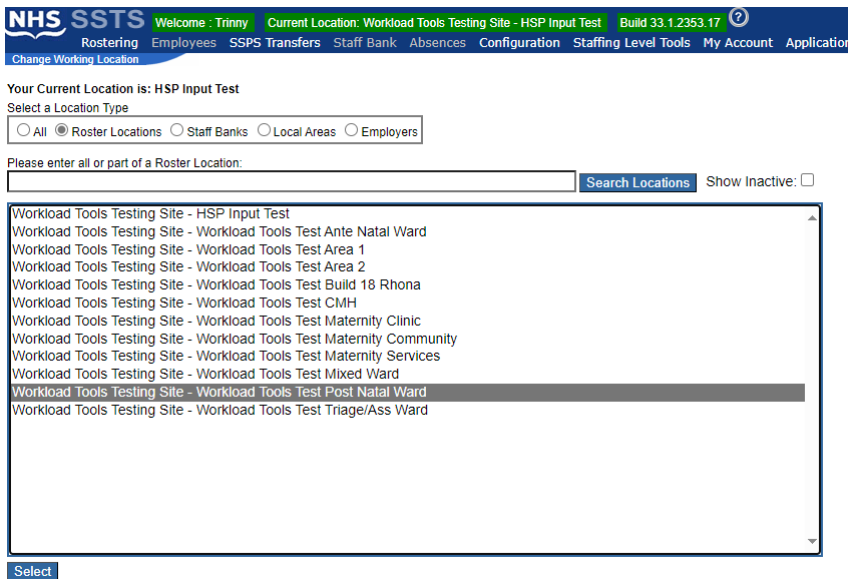 NHS SSTS Welcome : Trinny Current Location: Workload Tools Testing Site - HSP Input Test Build 33.1.2353.17 ?
Rostering Employees SSPS Transfers Staff Bank Absences Configuration Staffing Level Tools My Account Application
Change Working Location
Your Current Location is: HSP Input Test
Select a Location Type
All Roster Locations Staff Banks Local Areas Employers
Please enter all or part of a Roster Location:
Search Locations Show Inactive:
Workload Tools Testing Site - HSP Input Test
Workload Tools Testing Site - Workload Tools Test Ante Natal Ward
Workload Tools Testing Site - Workload Tools Test Area 1
Workload Tools Testing Site - Workload Tools Test Area 2
Workload Tools Testing Site - Workload Tools Test Build 18 Rhona
Workload Tools Testing Site - Workload Tools Test CMH
Workload Tools Testing Site - Workload Tools Test Maternity Clinic
Workload Tools Testing Site - Workload Tools Test Maternity Community
Workload Tools Testing Site - Workload Tools Test Maternity Services
Workload Tools Testing Site - Workload Tools Test Mixed Ward
Workload Tools Testing Site - Workload Tools Test Post Natal Ward
Workload Tools Testing Site - Workload Tools Test Triage/Ass Ward
Select